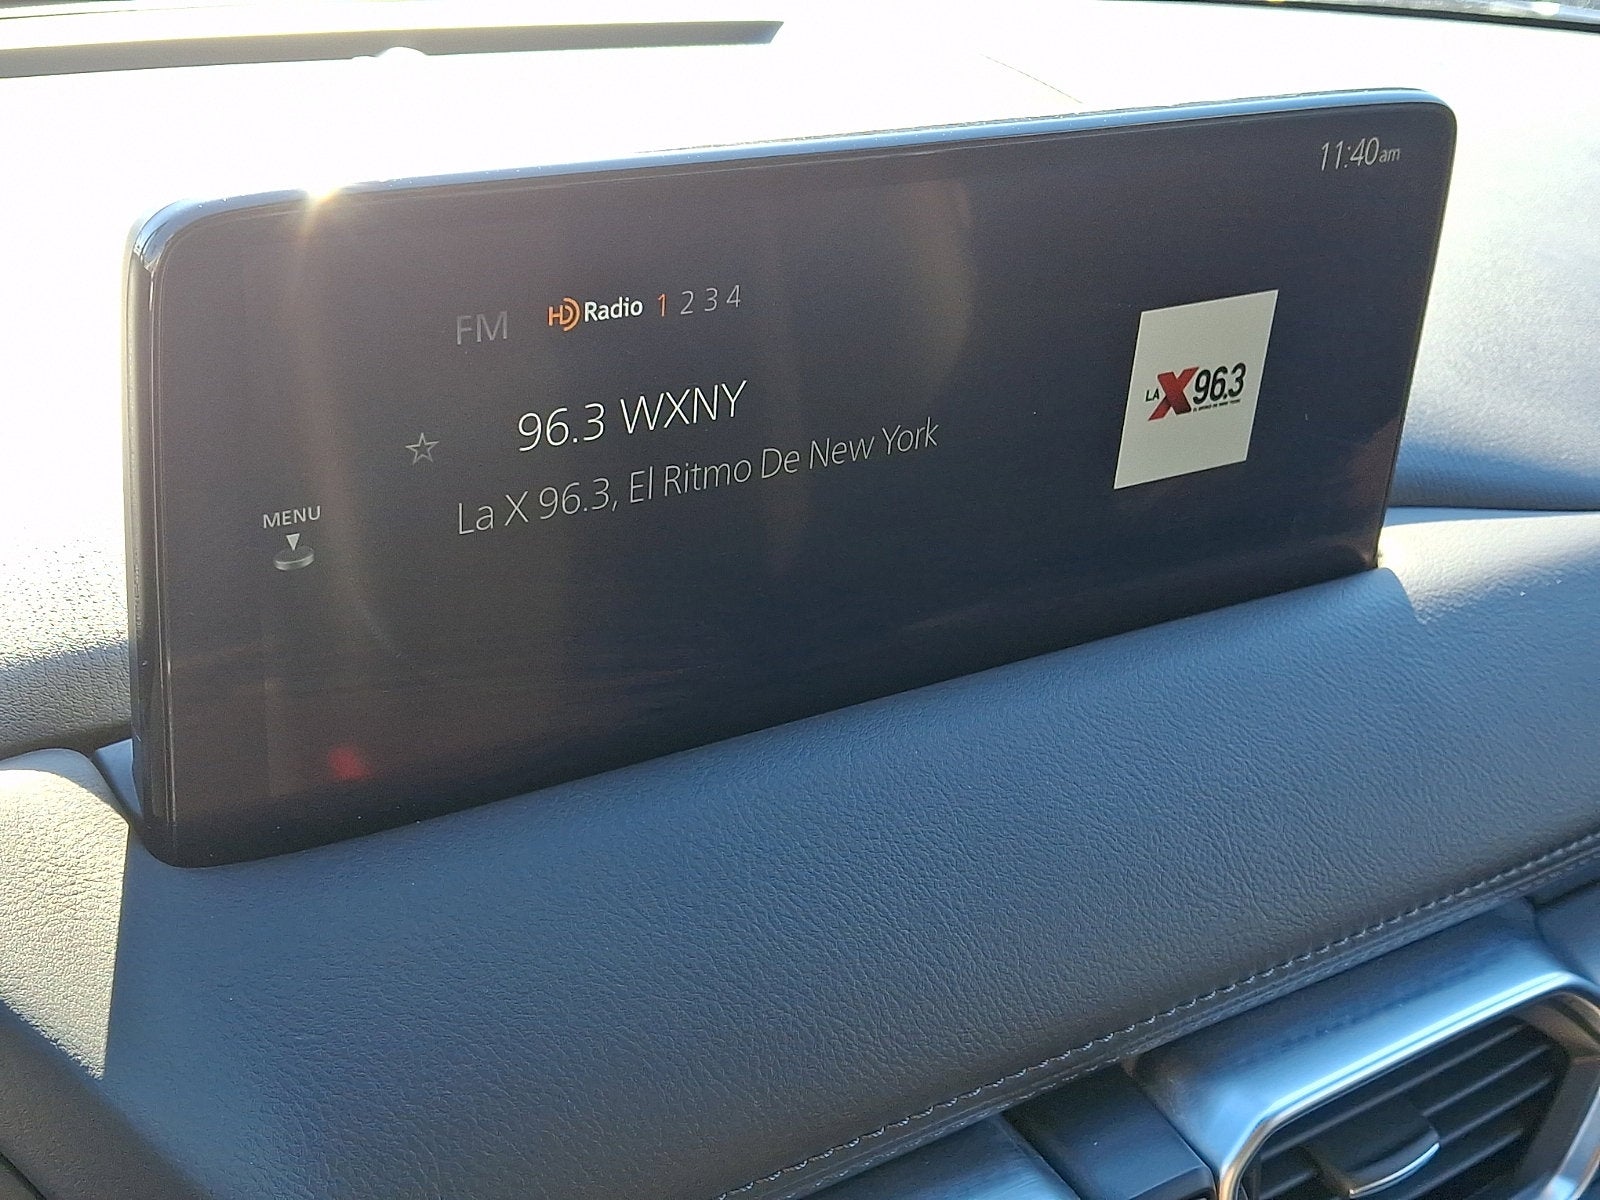 11:40am
FM HD Radio 1 2 3 4
96.3 WXNY
La X 96.3, El Ritmo De New York
MENU
LA X 96.3